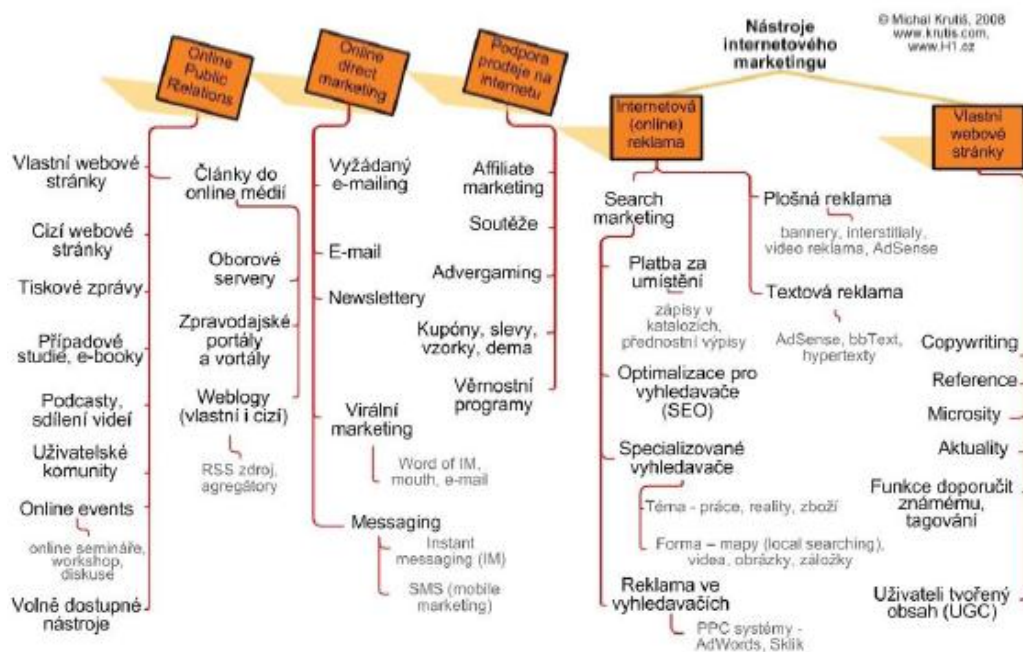 Nástroje
internetového
marketingu
© Michal Krutiš, 2008
www.krutis.com,
www.H1.cz
Online
Public
Relations
Vlastní webové
stránky
Cizí webové
stránky
Tiskové zprávy
Případové
studie, e-booky
Podcasty,
sdílení videí
Uživatelské
komunity
Online events
online semináře,
workshop,
diskuse
Volně dostupné
nástroje
Články do
online médií
Oborové
servery
Zpravodajské
portály
a vortály
Weblogy
(vlastní i cizí)
RSS zdroj,
agregátory
Online
direct
marketing
Vyžádaný
e-mailing
E-mail
Newslettery
Virální
marketing
Word of IM,
mouth, e-mail
Messaging
Instant
messaging (IM)
SMS (mobile
marketing)
Podpora
prodeje na
internetu
Affiliate
marketing
Soutěže
Advergaming
Kupóny, slevy,
vzorky, dema
Věrnostní
programy
Internetová
(online)
reklama
Search
marketing
Platba za
umístění
zápisy v
katalozích,
přednostní výpisy
Optimalizace pro
vyhledavače
(SEO)
Specializované
vyhledavače
Téma - práce, reality, zboží
Forma – mapy (local searching),
videa, obrázky, záložky
Reklama ve
vyhledavačích
PPC systémy -
AdWords, Sklik
Plošná reklama
bannery, interstitialy,
video reklama, AdSense
Textová reklama
AdSense, bbText,
hypertexty
Vlastní
webové
stránky
Copywriting
Reference
Microsity
Aktuality
Funkce doporučit
známému,
tagování
Uživateli tvořený
obsah (UGC)